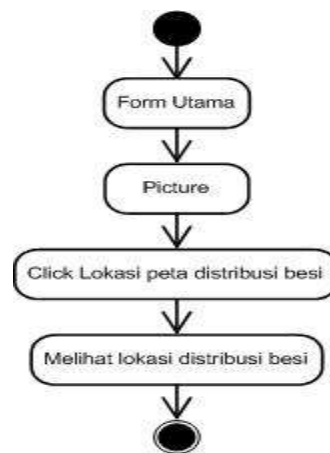 Form Utama
Picture
Click Lokasi peta distribusi besi
Melihat lokasi distribusi besi